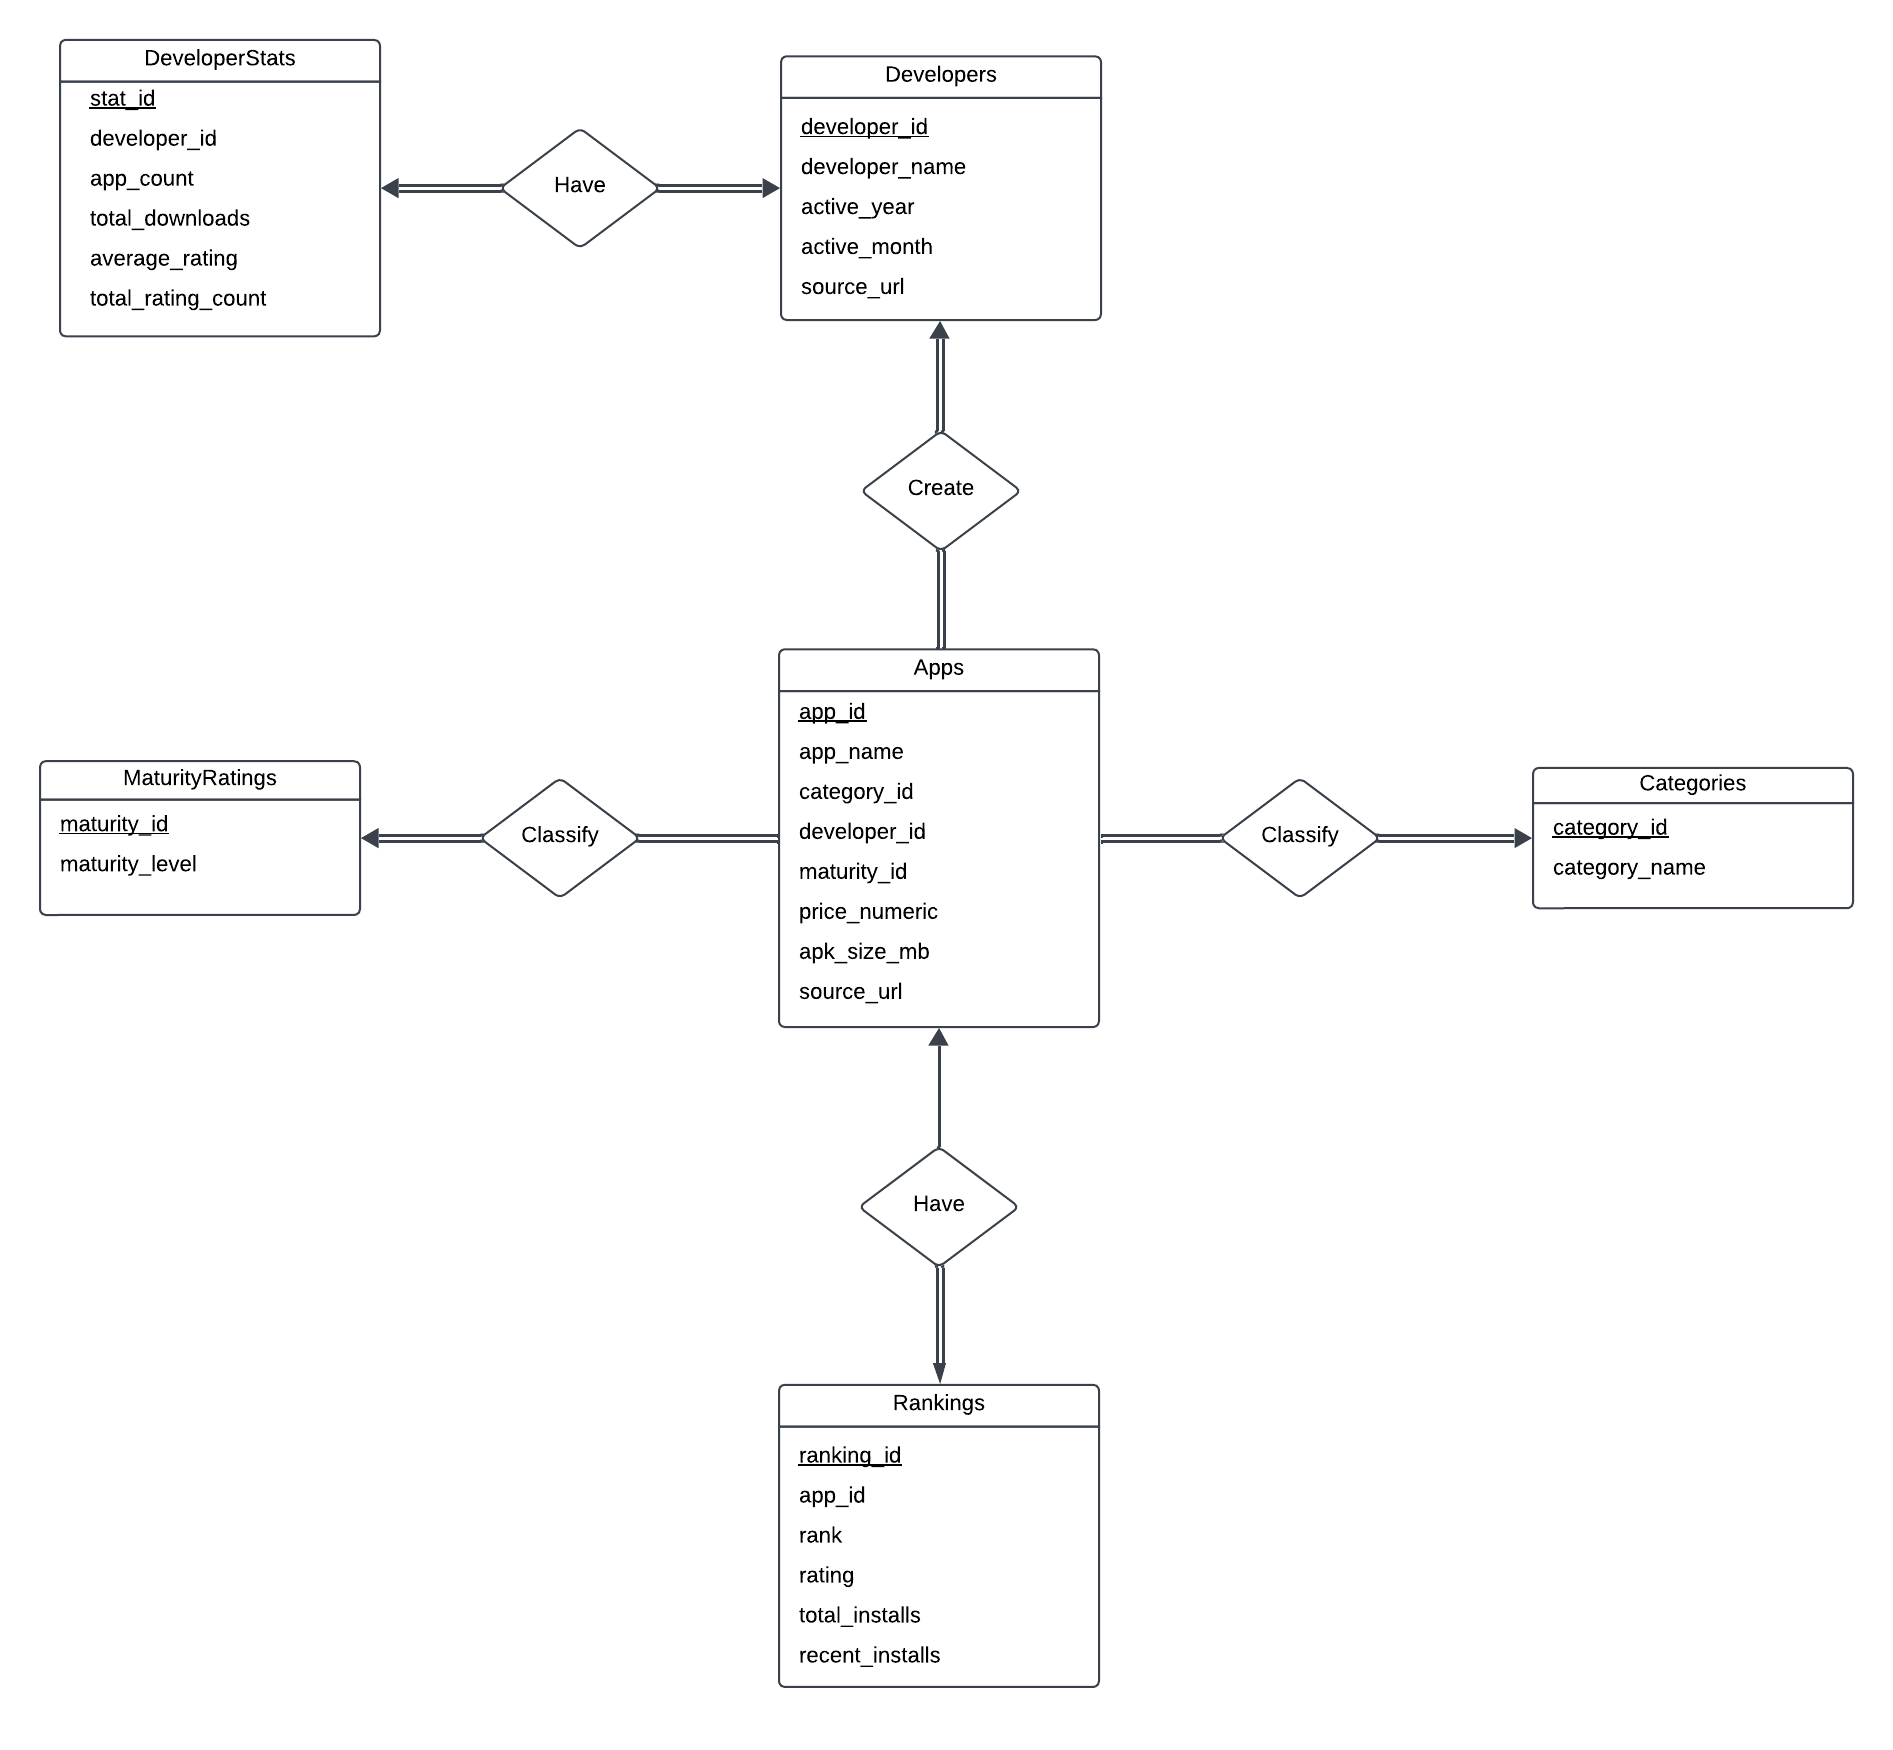 DeveloperStats
stat_id
developer_id
app_count
total_downloads
average_rating
total_rating_count
Have
Developers
developer_id
developer_name
active_year
active_month
source_url
Create
MaturityRatings
maturity_id
maturity_level
Classify
Apps
app_id
app_name
category_id
developer_id
maturity_id
price_numeric
apk_size_mb
source_url
Classify
Categories
category_id
category_name
Have
Rankings
ranking_id
app_id
rank
rating
total_installs
recent_installs